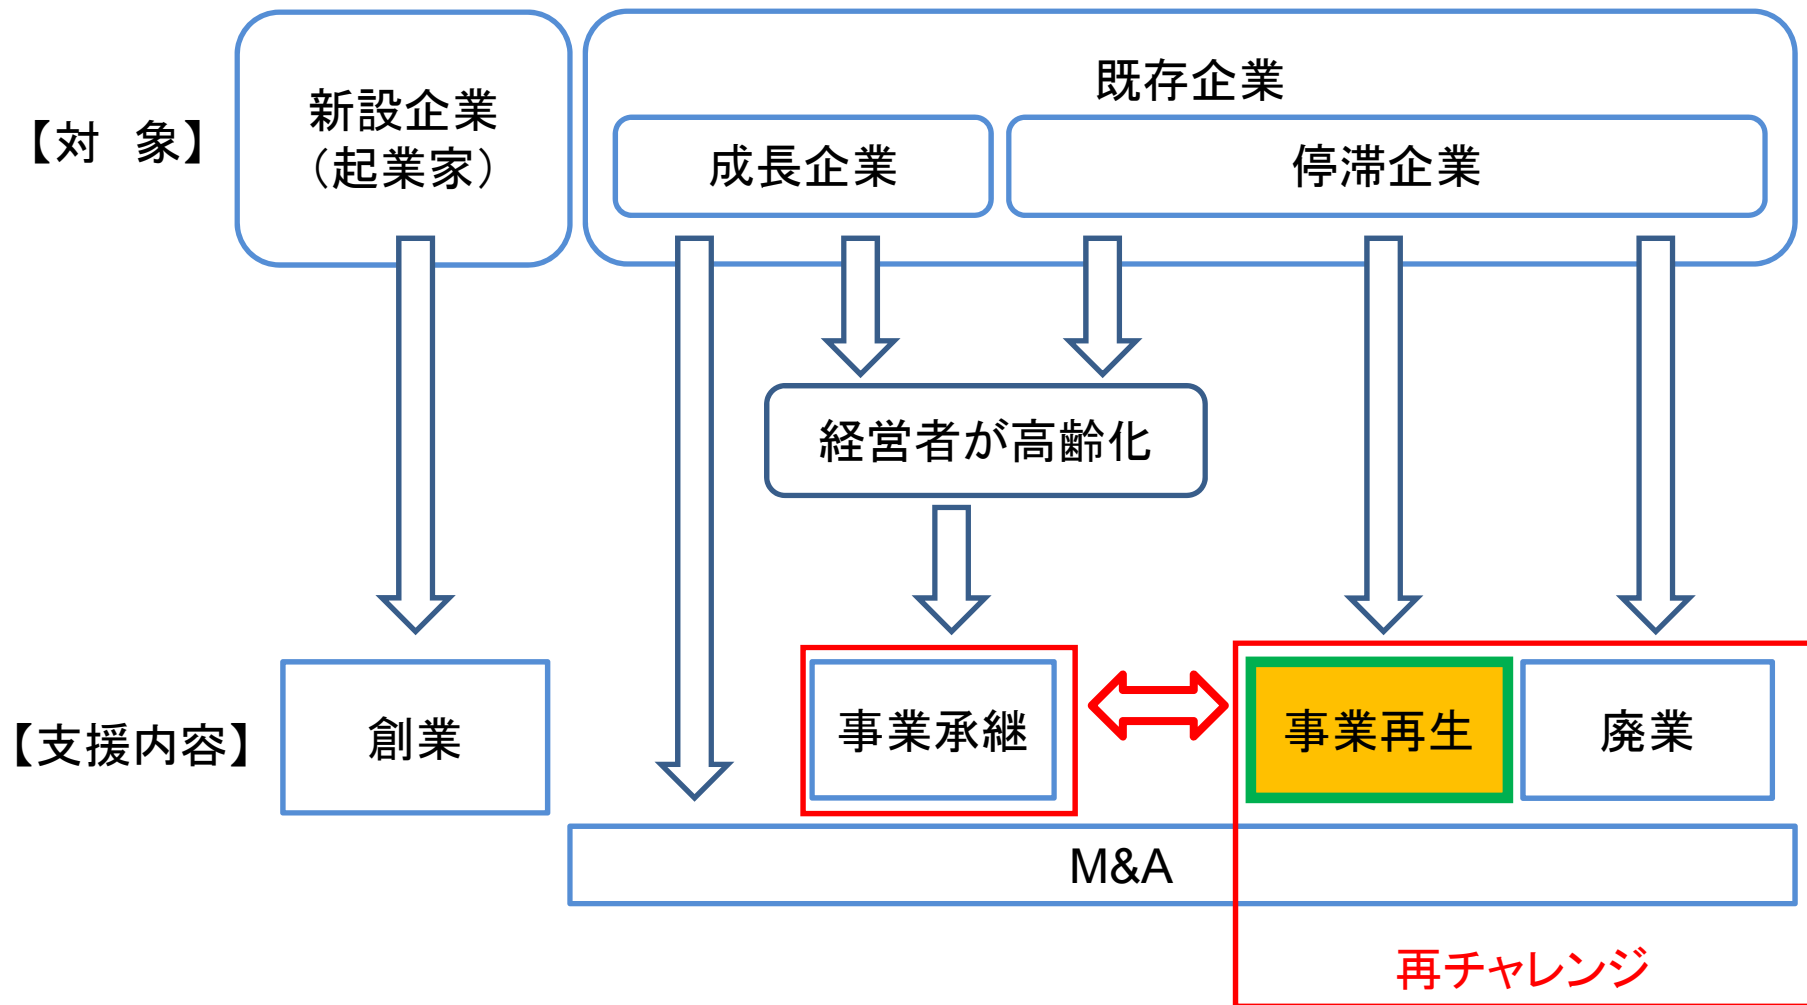 【対　象】
新設企業
（起業家）
既存企業
成長企業
停滞企業
経営者が高齢化
【支援内容】
創業
事業承継
事業再生
廃業
M&A
再チャレンジ